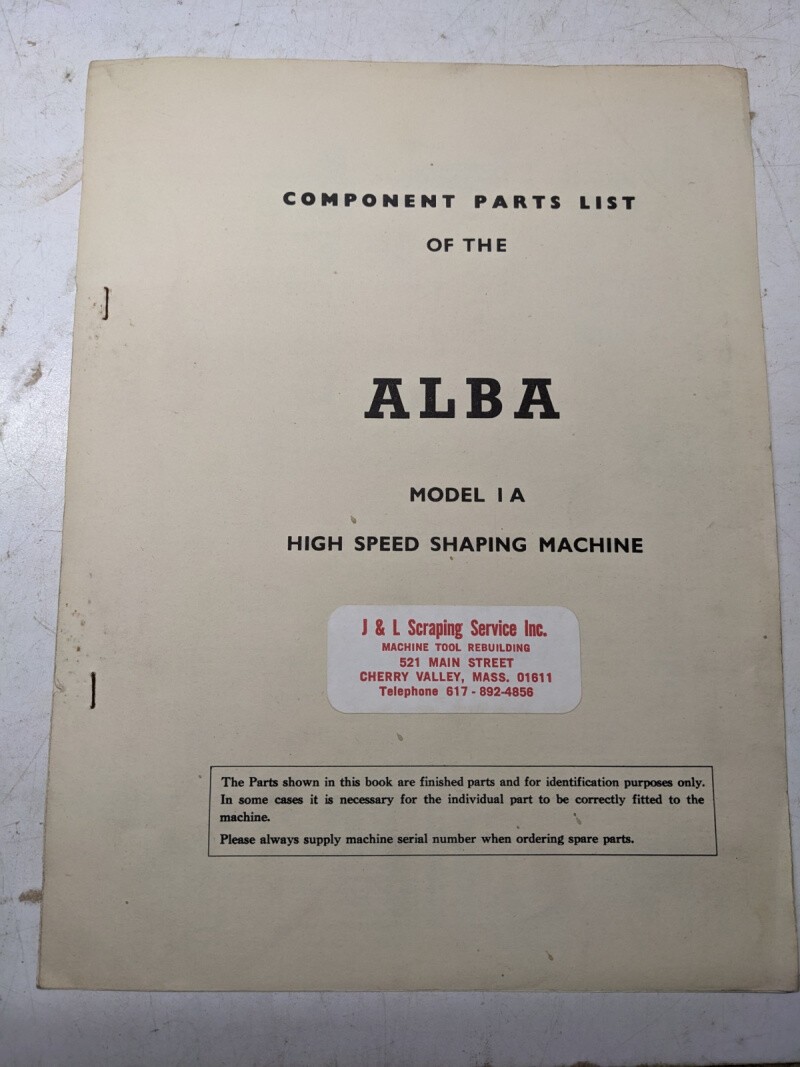 COMPONENT PARTS LIST
OF THE
ALBA
MODEL 1A
HIGH SPEED SHAPING MACHINE
J & L Scraping Service Inc.
MACHINE TOOL REBUILDING
521 MAIN STREET
CHERRY VALLEY, MASS. 01611
Telephone 617 - 892-4856
The Parts shown in this book are finished parts and for identification purposes only.
In some cases it is necessary for the individual part to be correctly fitted to the
machine.
Please always supply machine serial number when ordering spare parts.